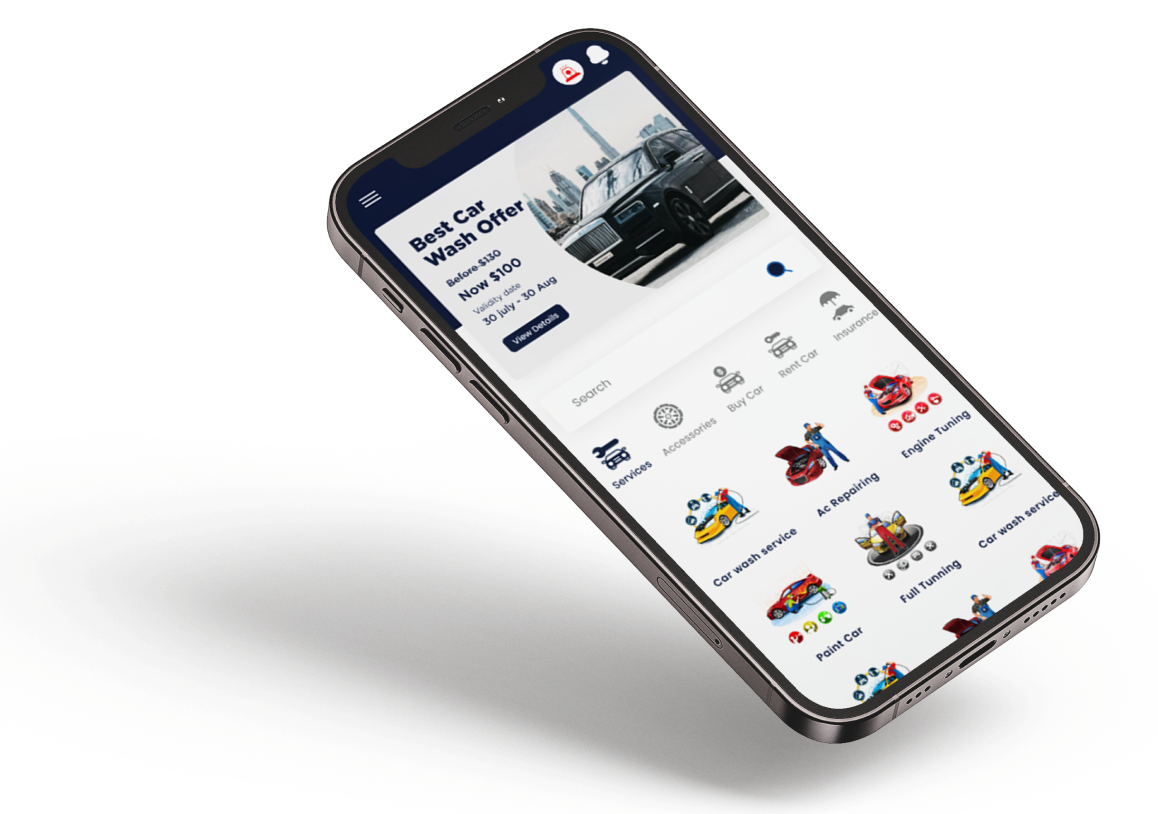 Best Car
Wash Offer
Before $130
Now $100
Validity date
30 july - 30 Aug
View Details
Search
Services
Accessories
Buy Car
Rent Car
Insurance
Car wash service
Ac Repairing
Engine Tuning
Paint Car
Full Tunning
Car wash service